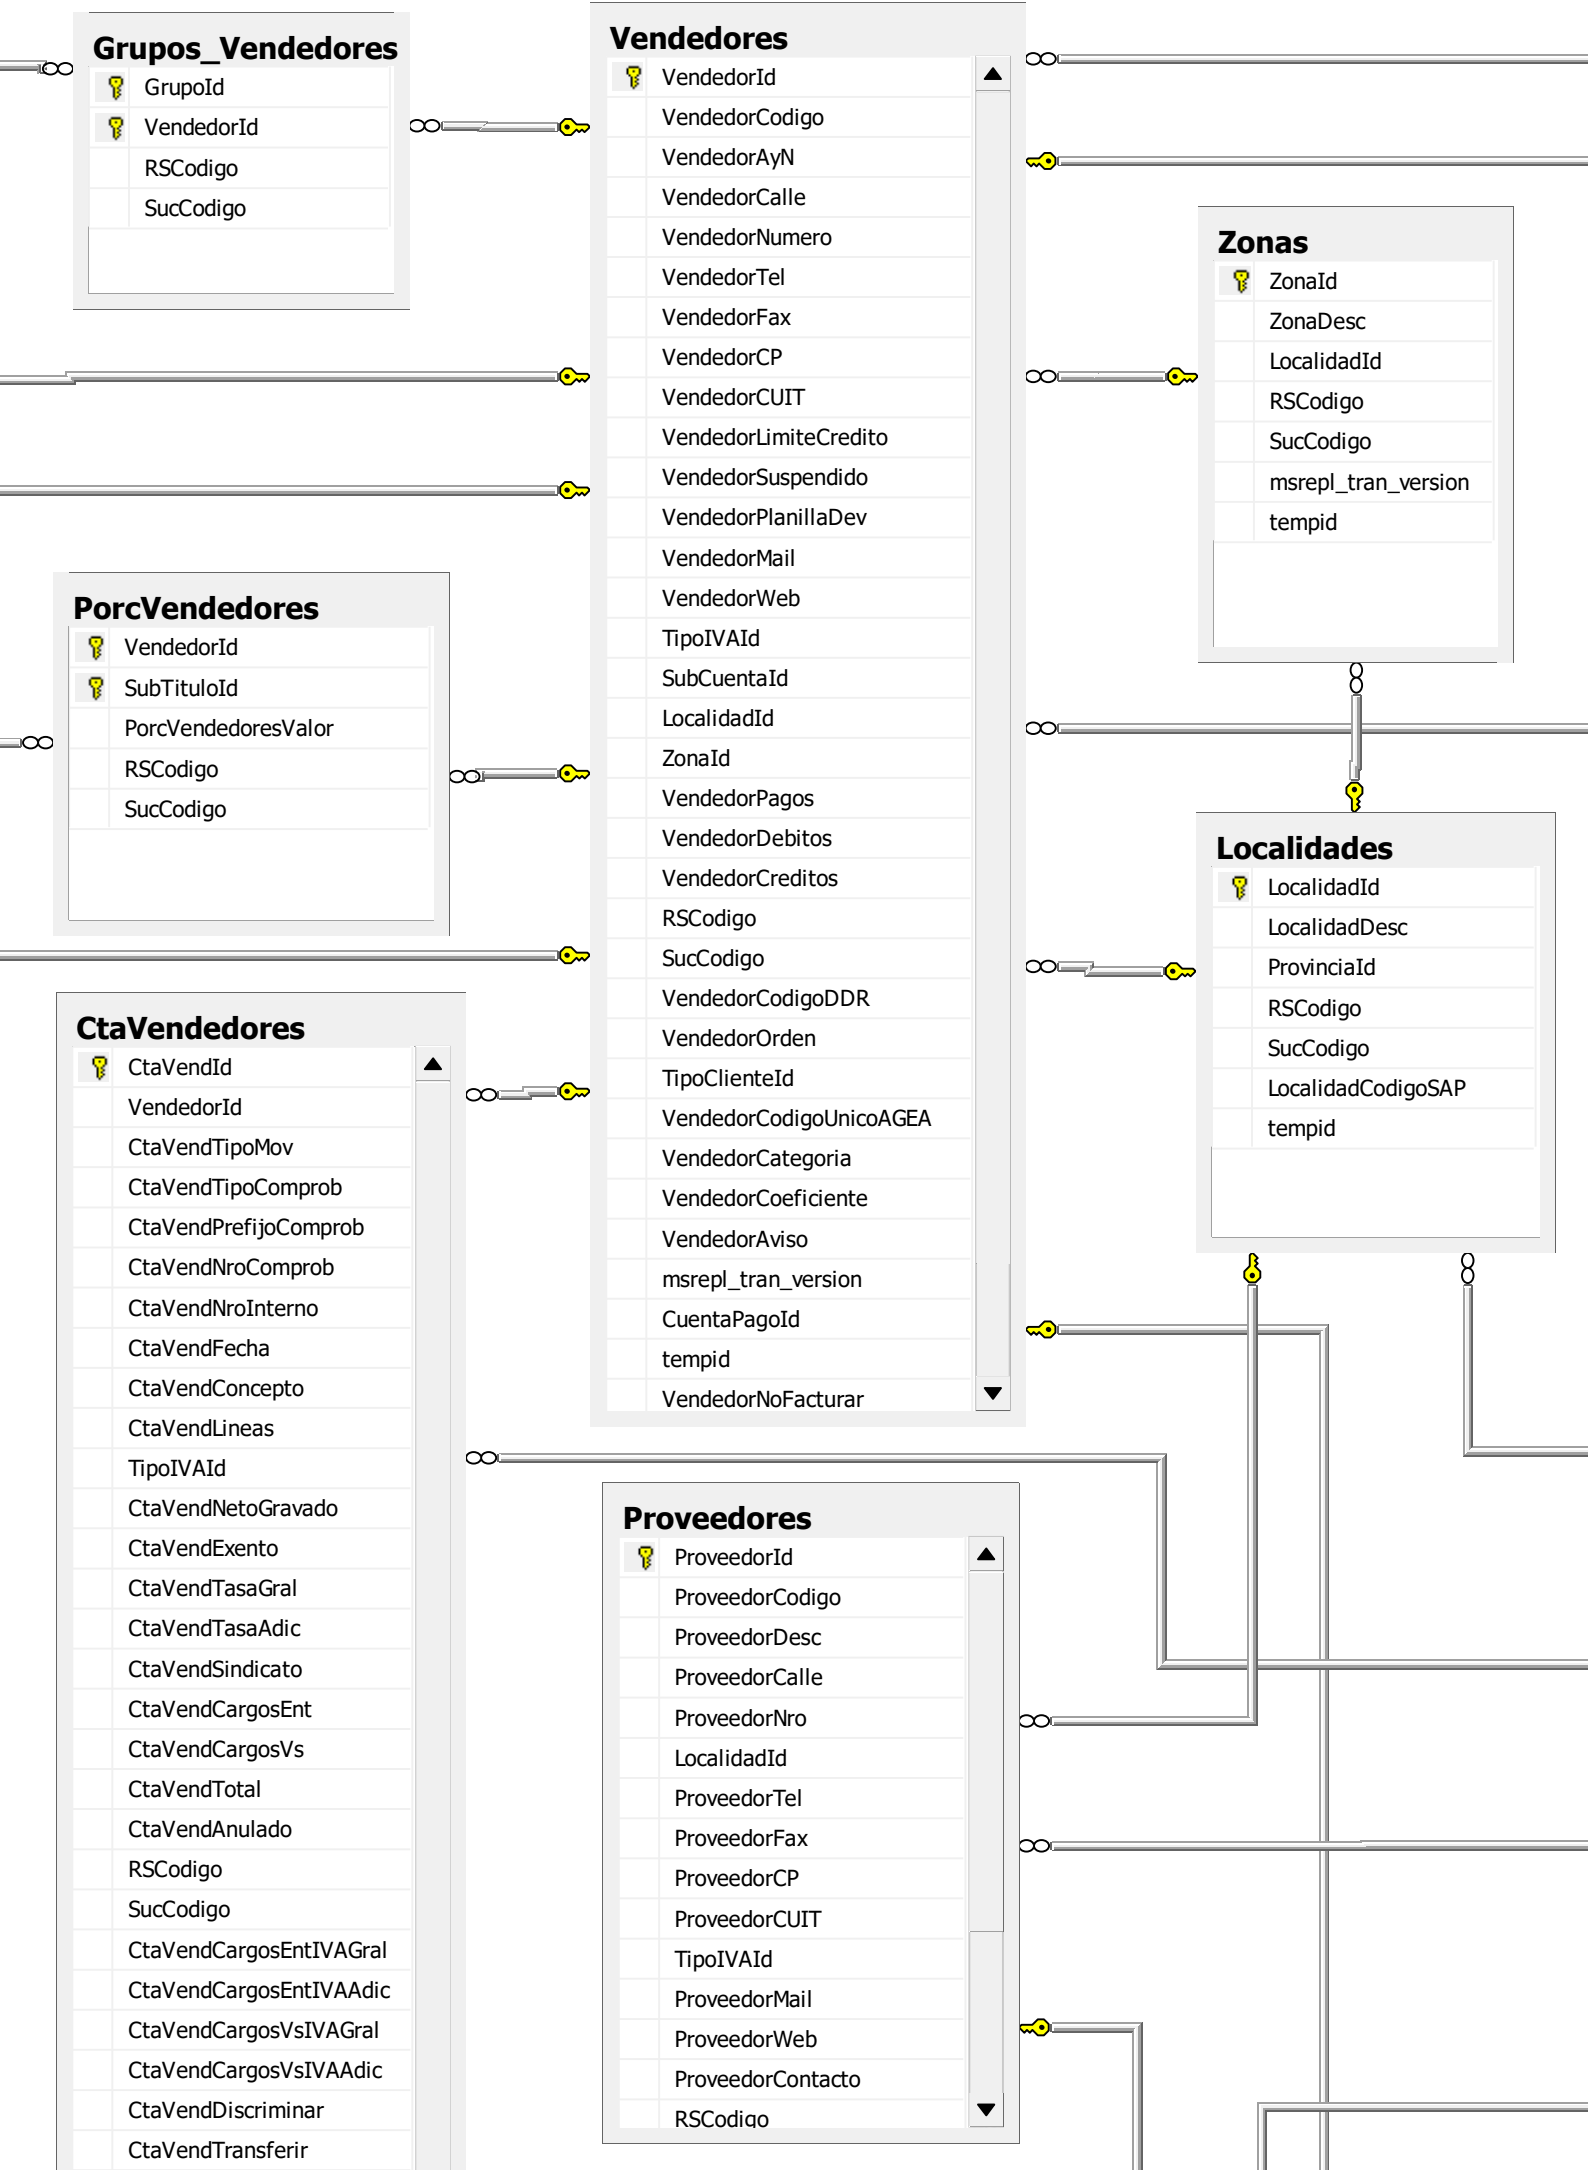 Grupos_Vendedores
GrupoId
VendedorId
RSCodigo
SucCodigo
Vendedores
VendedorId
VendedorCodigo
VendedorAyN
VendedorCalle
VendedorNumero
VendedorTel
VendedorFax
VendedorCP
VendedorCUIT
VendedorLimiteCredito
VendedorSuspendido
VendedorPlanillaDev
VendedorMail
VendedorWeb
TipoIVAId
SubCuentaId
LocalidadId
ZonaId
VendedorPagos
VendedorDebitos
VendedorCreditos
RSCodigo
SucCodigo
VendedorCodigoDDR
VendedorOrden
TipoClienteId
VendedorCodigoUnicoAGEA
VendedorCategoria
VendedorCoeficiente
VendedorAviso
msrepl_tran_version
CuentaPagoId
tempid
VendedorNoFacturar
Zonas
ZonaId
ZonaDesc
LocalidadId
RSCodigo
SucCodigo
msrepl_tran_version
tempid
PorcVendedores
VendedorId
SubTituloId
PorcVendedoresValor
RSCodigo
SucCodigo
Localidades
LocalidadId
LocalidadDesc
ProvinciaId
RSCodigo
SucCodigo
LocalidadCodigoSAP
tempid
CtaVendedores
CtaVendId
VendedorId
CtaVendTipoMov
CtaVendTipoComprob
CtaVendPrefijoComprob
CtaVendNroComprob
CtaVendNroInterno
CtaVendFecha
CtaVendConcepto
CtaVendLineas
TipoIVAId
CtaVendNetoGravado
CtaVendExento
CtaVendTasaGral
CtaVendTasaAdic
CtaVendSindicato
CtaVendCargosEnt
CtaVendCargosVs
CtaVendTotal
CtaVendAnulado
RSCodigo
SucCodigo
CtaVendCargosEntIVAGral
CtaVendCargosEntIVAAdic
CtaVendCargosVsIVAGral
CtaVendCargosVsIVAAdic
CtaVendDiscriminar
CtaVendTransferir
Proveedores
ProveedorId
ProveedorCodigo
ProveedorDesc
ProveedorCalle
ProveedorNro
LocalidadId
ProveedorTel
ProveedorFax
ProveedorCP
ProveedorCUIT
TipoIVAId
ProveedorMail
ProveedorWeb
ProveedorContacto
RSCodigo